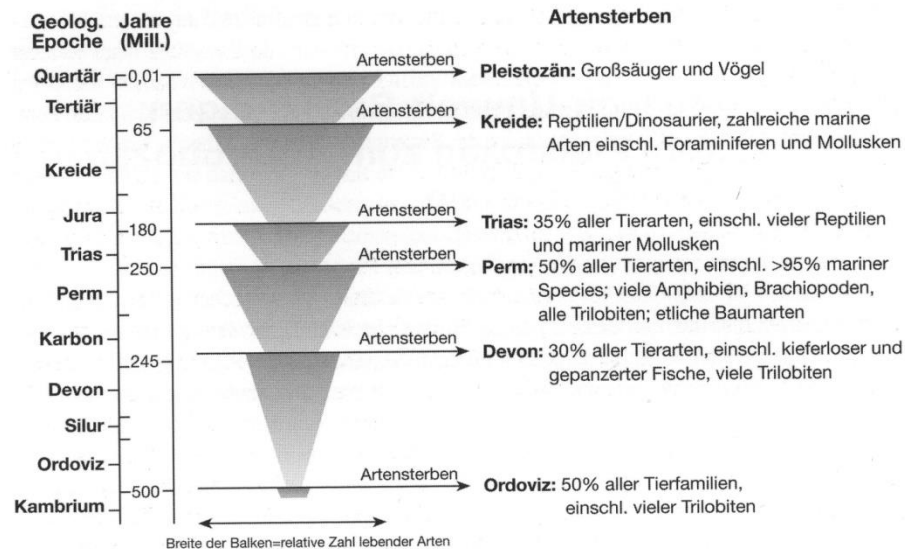 Geolog.
Epoche
Jahre
(Mill.)
Artensterben
Quartär
0,01
Artensterben
Pleistozän: Großsäuger und Vögel
Tertiär
65
Artensterben
Kreide: Reptilien/Dinosaurier, zahlreiche marine
Arten einschl. Foraminiferen und Mollusken
Kreide
Jura
180
Artensterben
Trias: 35% aller Tierarten, einschl. vieler Reptilien
und mariner Mollusken
Trias
250
Artensterben
Perm: 50% aller Tierarten, einschl. >95% mariner
Species; viele Amphibien, Brachiopoden,
alle Trilobiten; etliche Baumarten
Perm
Karbon
245
Artensterben
Devon: 30% aller Tierarten, einschl. kieferloser und
gepanzerter Fische, viele Trilobiten
Devon
Silur
Ordoviz
500
Artensterben
Ordoviz: 50% aller Tierfamilien,
einschl. vieler Trilobiten
Kambrium
Breite der Balken=relative Zahl lebender Arten